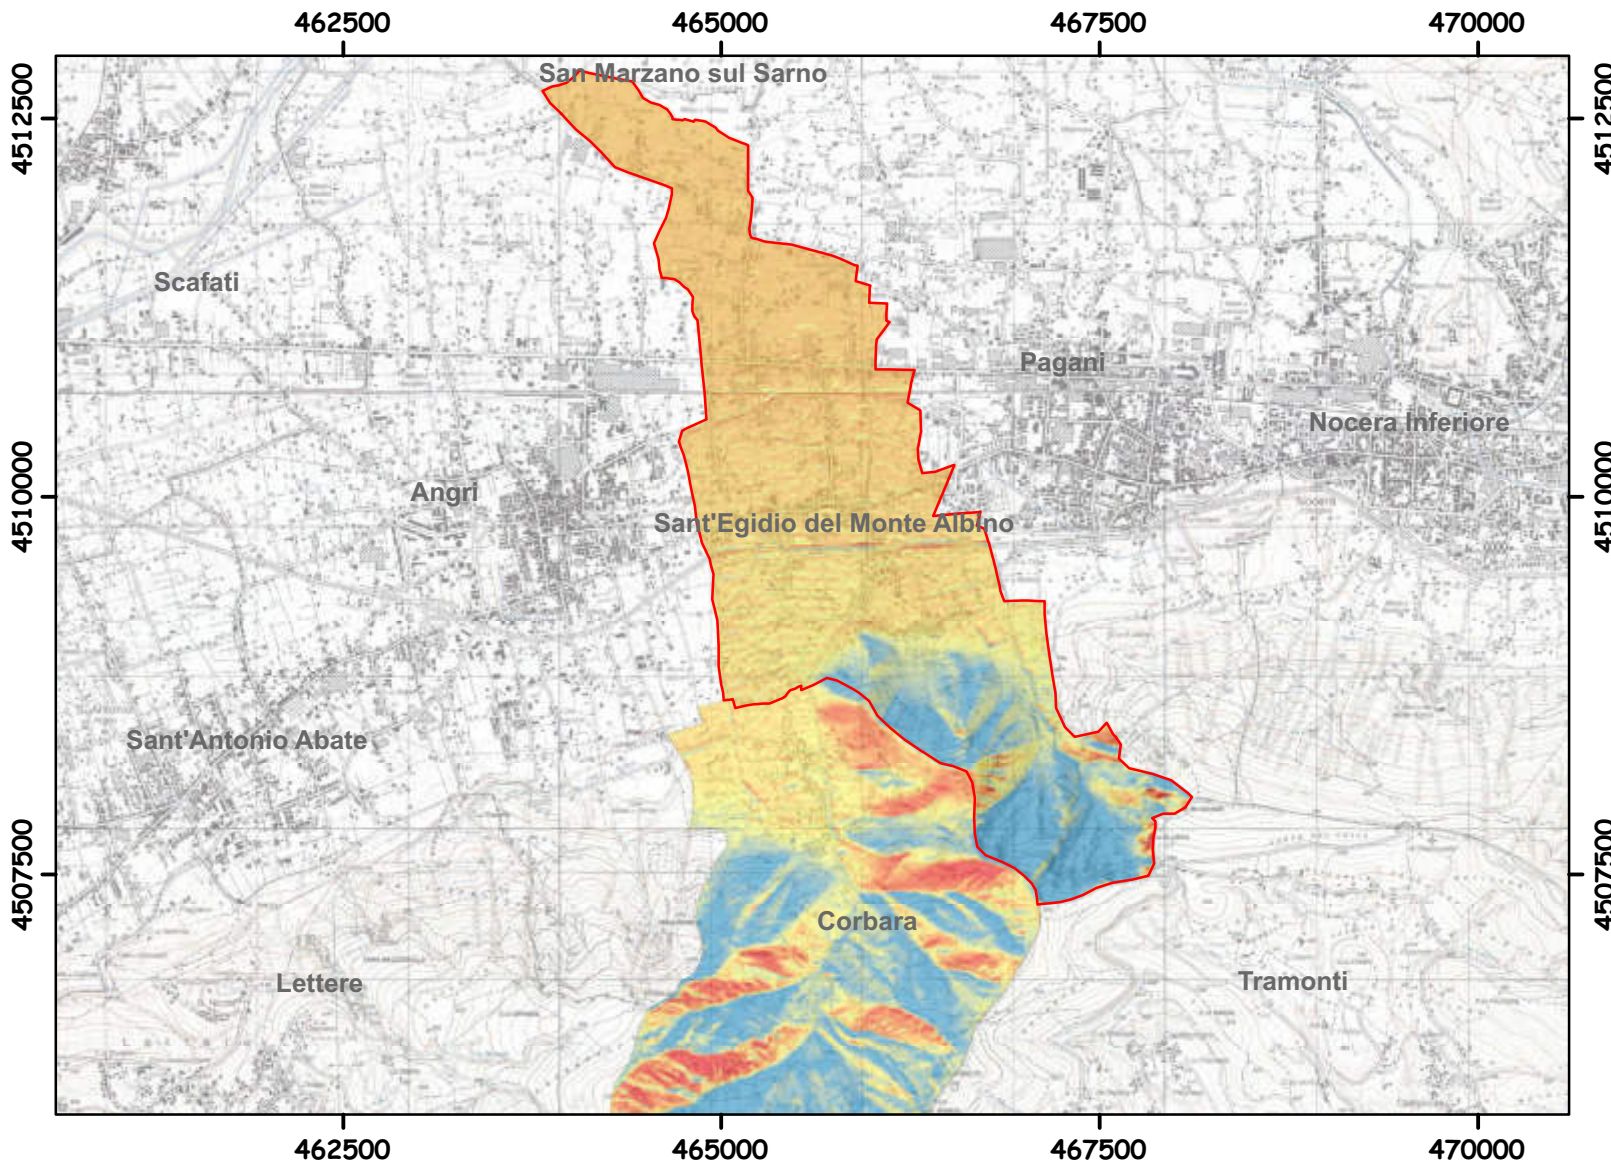 462500 465000 467500 470000
San Marzano sul Sarno
4512500 4512500
Scafati
Pagani
Nocera Inferiore
Angri
4510000 4510000
Sant'Egidio del Monte Albino
Sant'Antonio Abate
4507500 4507500
Corbara
Lettere
Tramonti
462500 465000 467500 470000